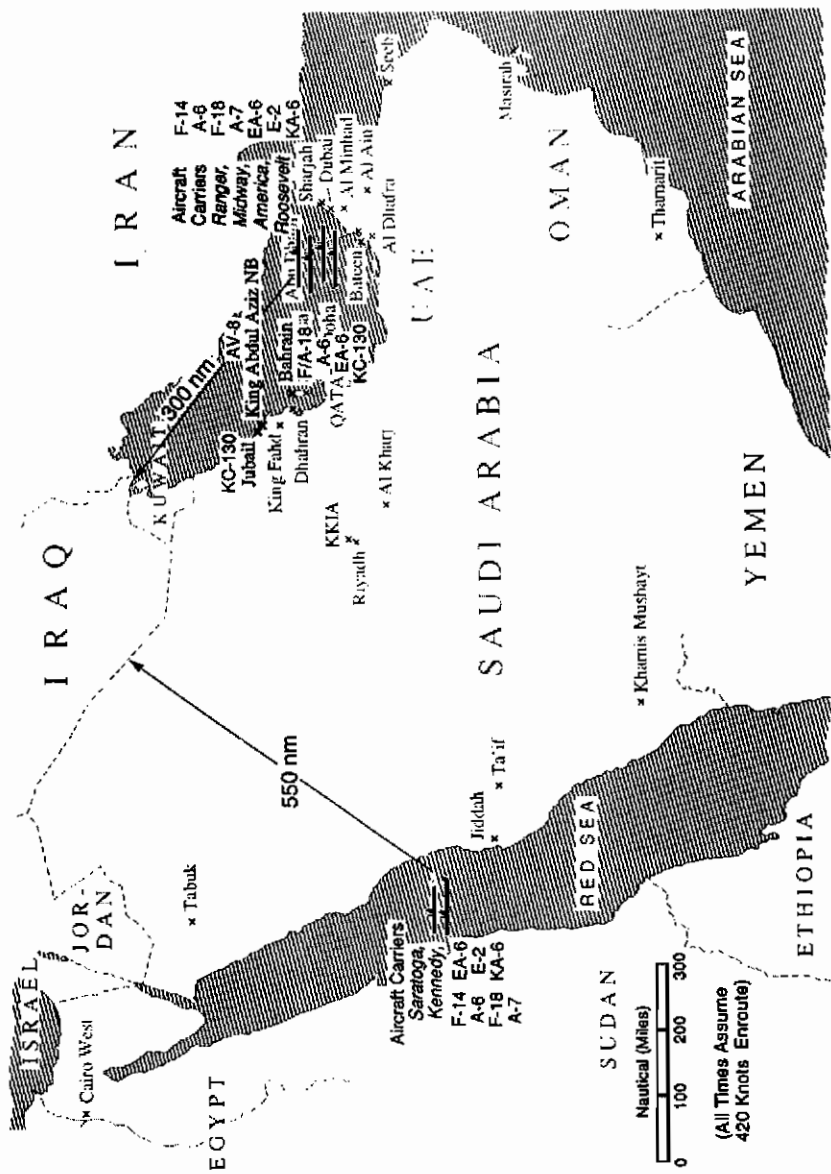 IRAN
Aircraft
Carriers
Ranger,
Midway,
America,
Roosevelt
F-14
A-6
F-18
A-7
EA-6
E-2
KA-6
IRAQ
KUWAIT
300 nm
AV-8
KC-130
Jubail
King Abdul Aziz NB
King Fahd
Bahrain
Dhahran
F/A-18
A-6
EA-6
KC-130
QATA
Sharjah
Dubai
Al Minhad
Al Ain
Bateen
Al Dhafra
Seeb
UAE
Masirah
OMAN
Thamarit
ARABIAN SEA
ISRAEL
JOR-
DAN
Cairo West
Tabuk
EGYPT
550 nm
KKIA
Riyadh
Al Kharj
SAUDI ARABIA
Aircraft Carriers
Saratoga,
Kennedy,
F-14 EA-6
A-6 E-2
F-18 KA-6
A-7
Jiddah
Ta'if
RED SEA
Khamis Mushayt
YEMEN
SUDAN
ETHIOPIA
Nautical (Miles)
0 100 200 300
(All Times Assume
420 Knots Enroute)